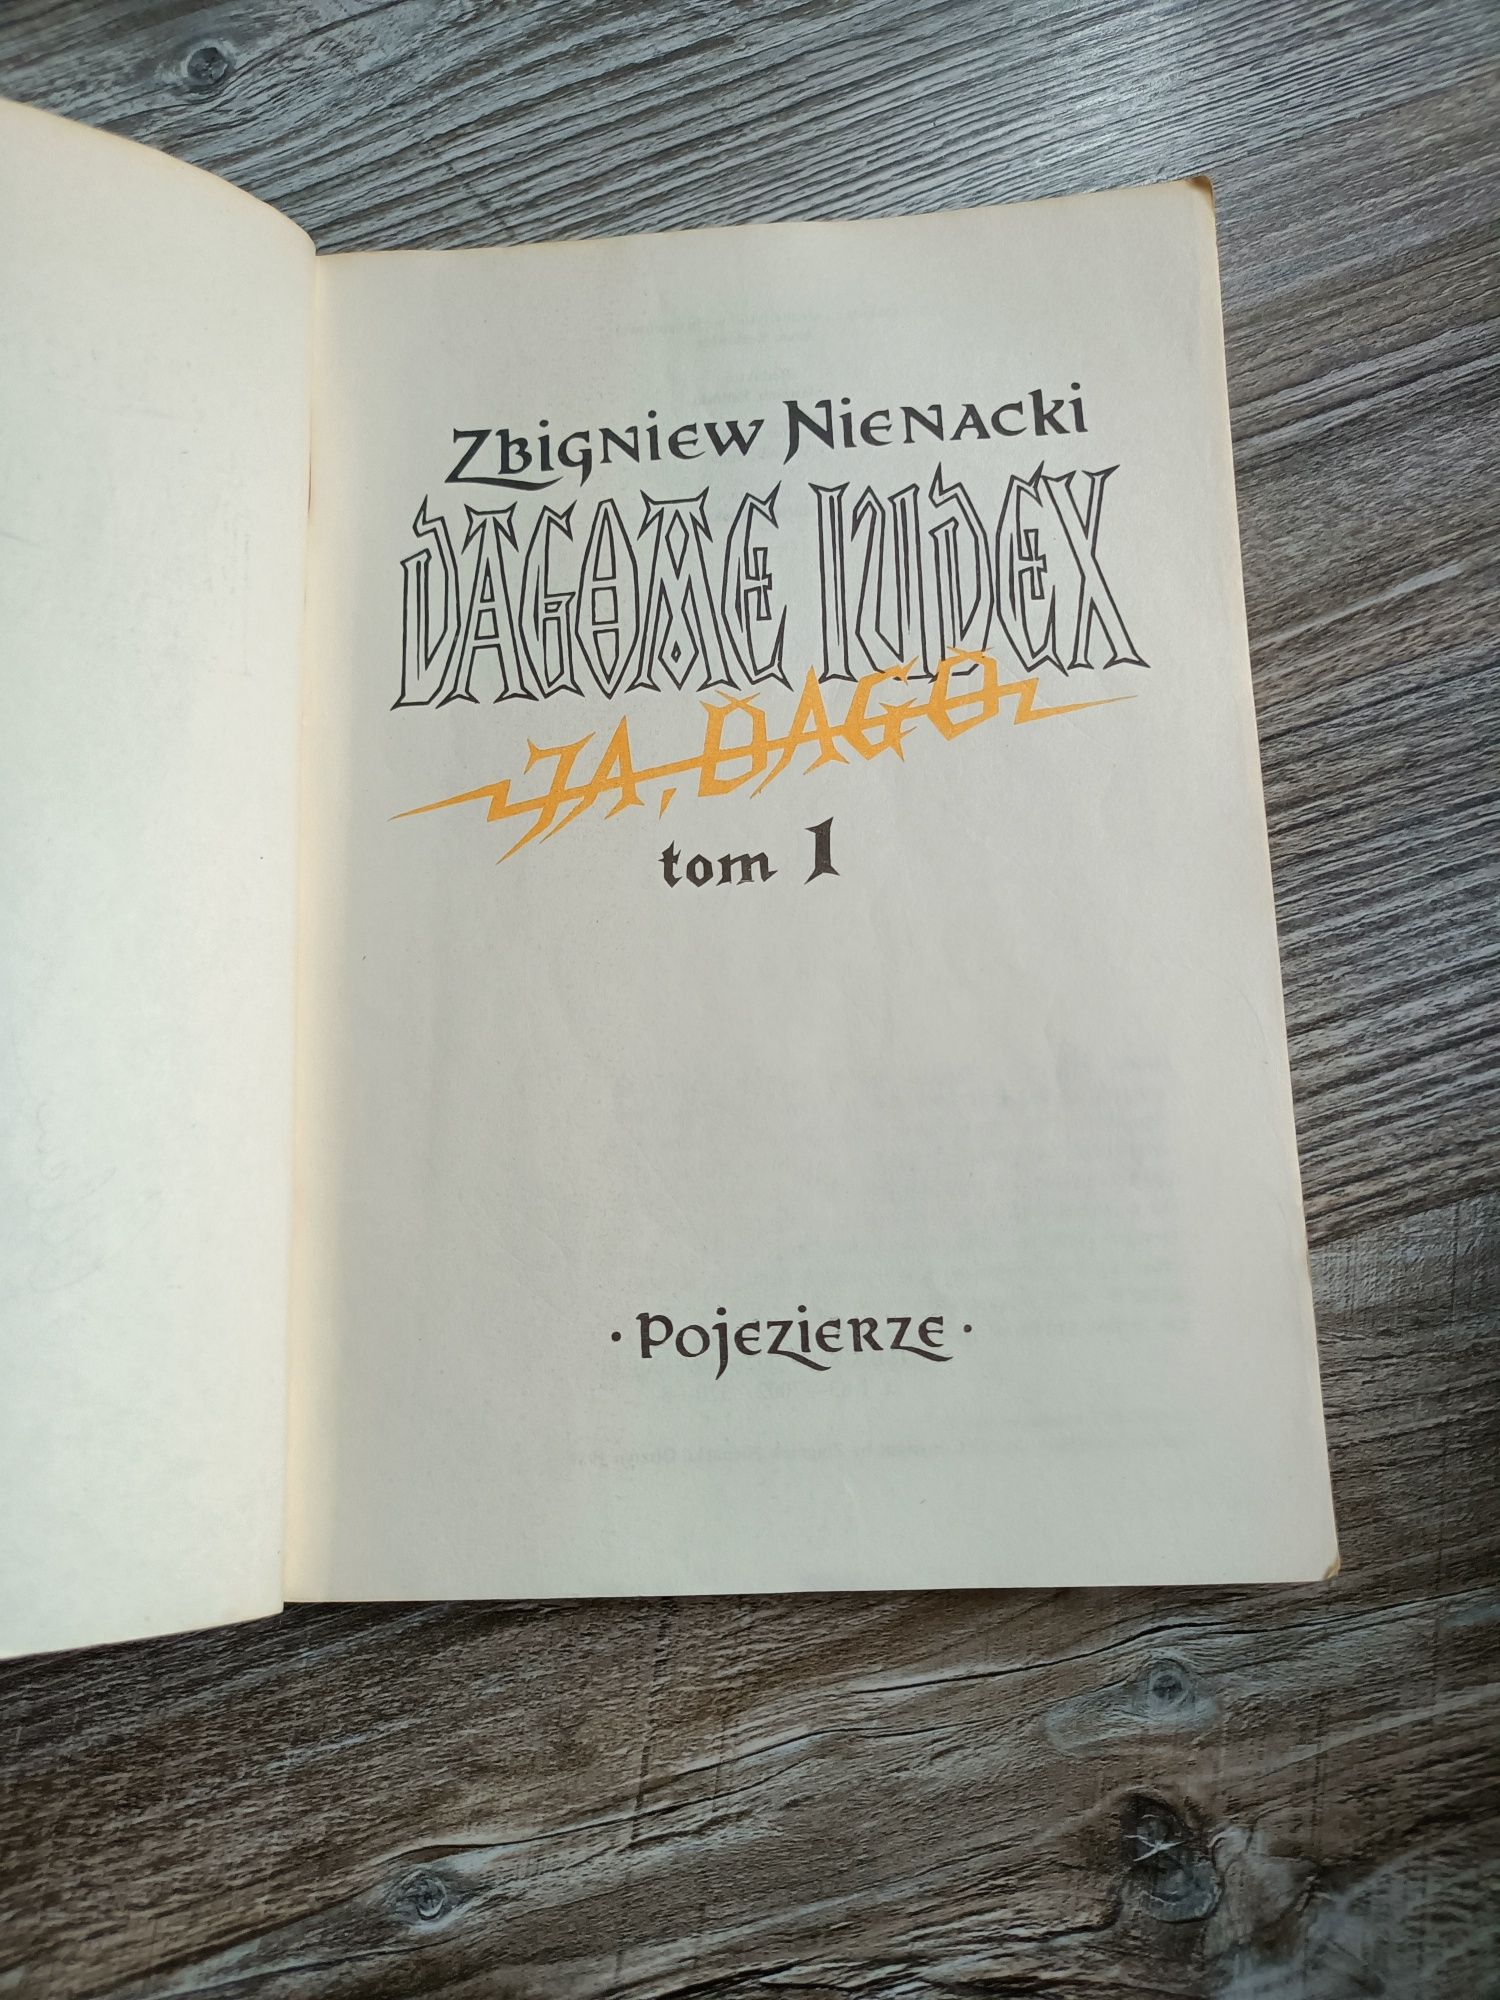 Zbigniew Nienacki
DAGOME IUDEX
JA, DAGO
tom 1
· Pojezierze ·